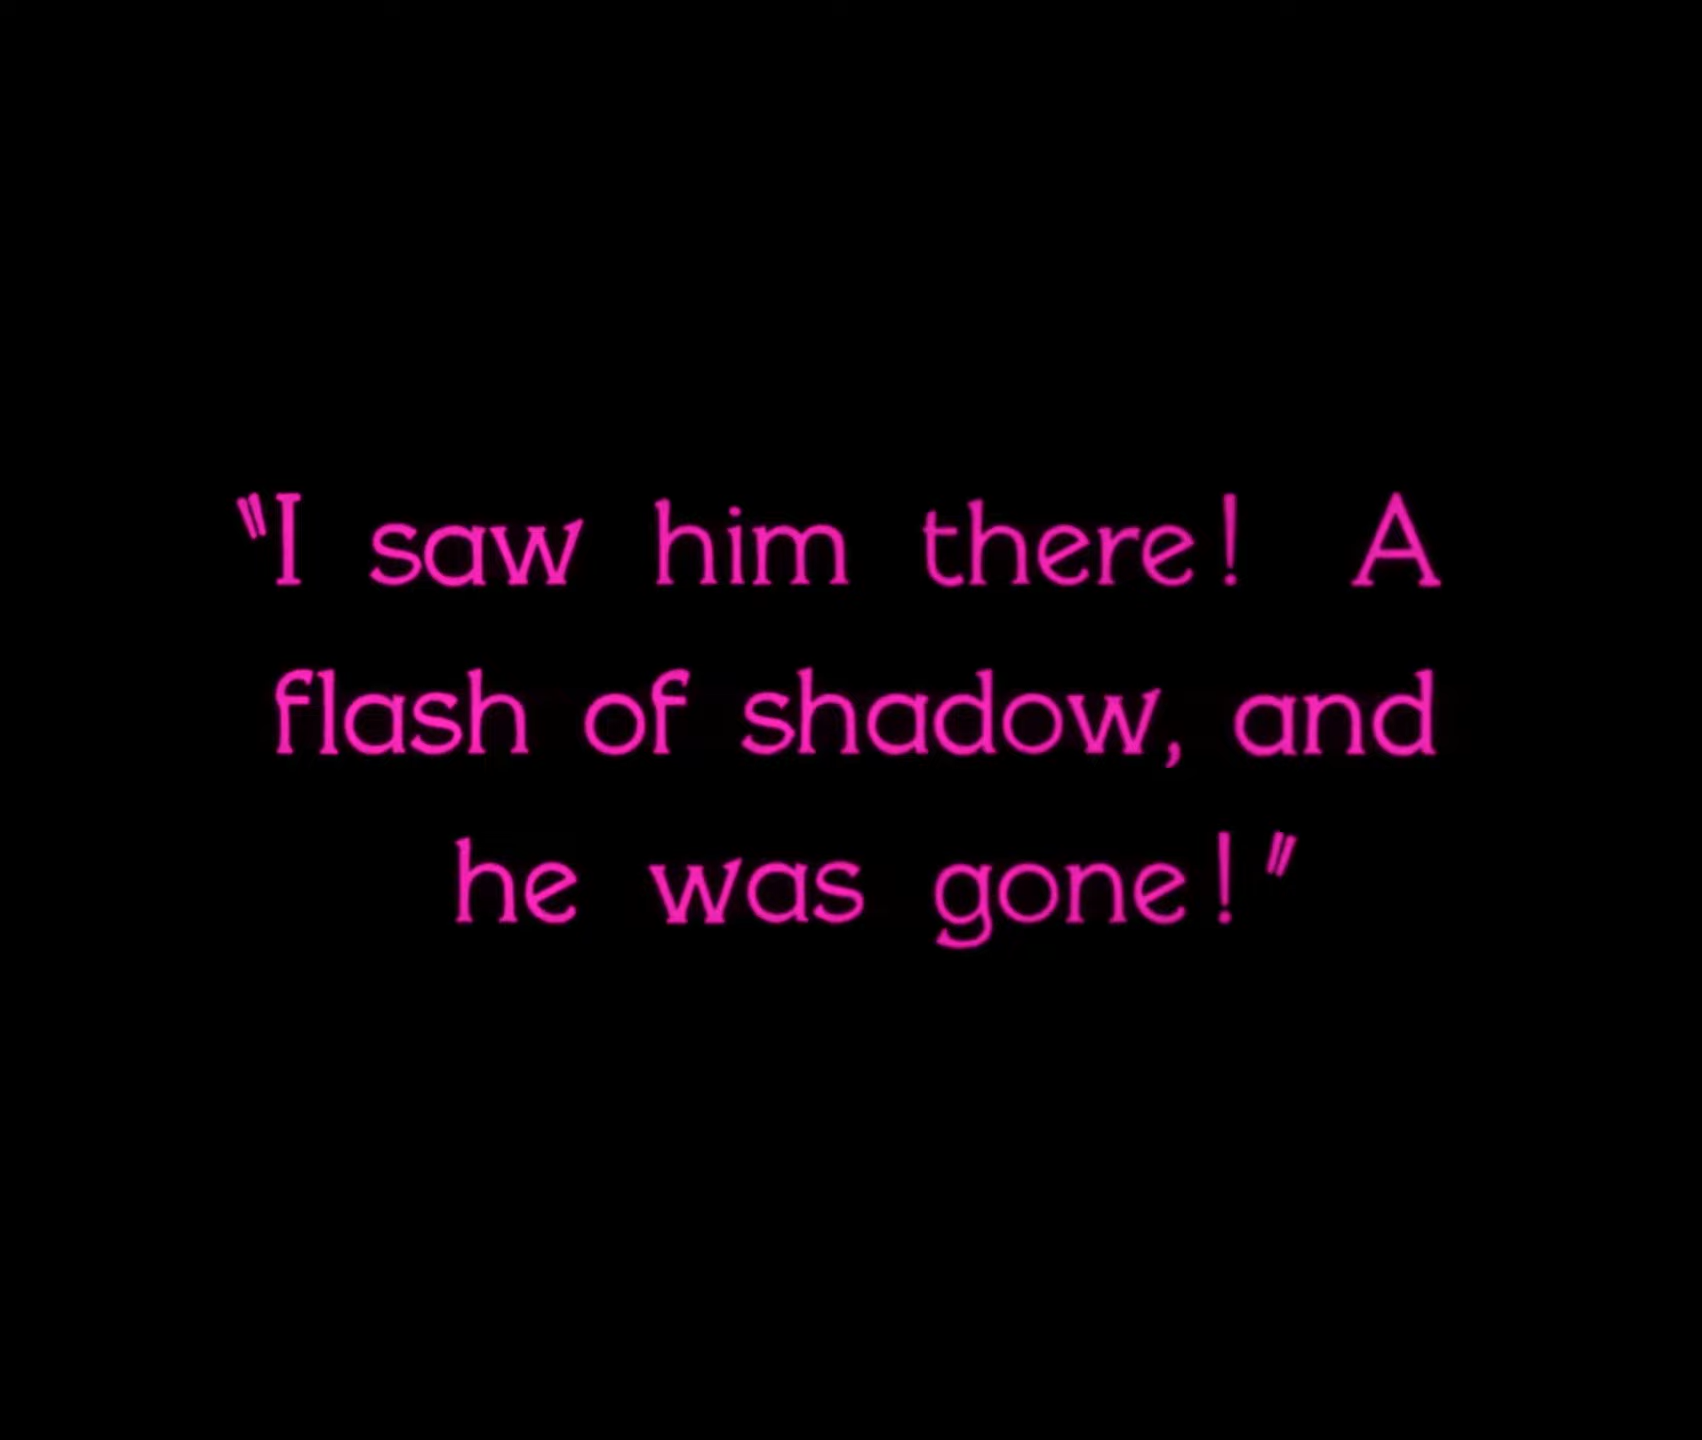 "I saw him there! A
flash of shadow, and
he was gone!"